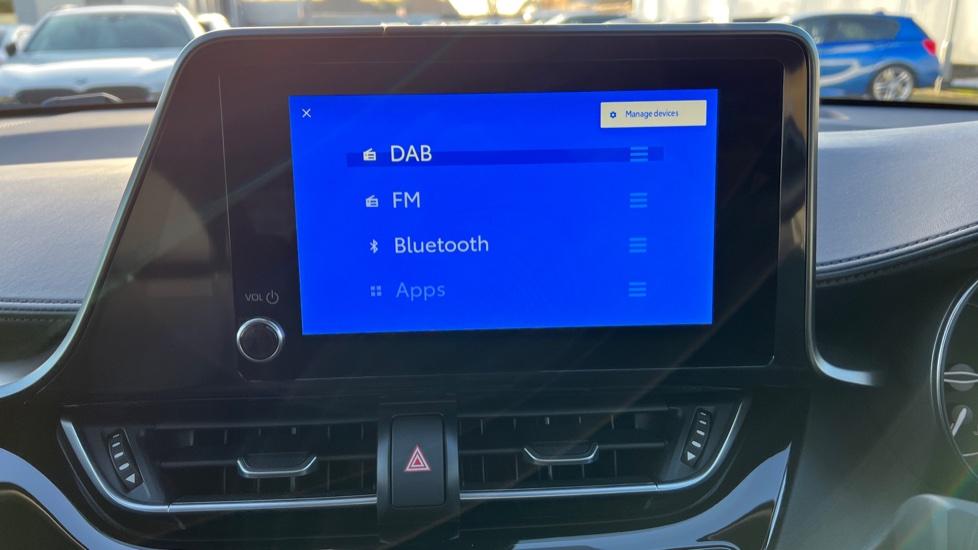 Manage devices
DAB
FM
Bluetooth
Apps
VOL